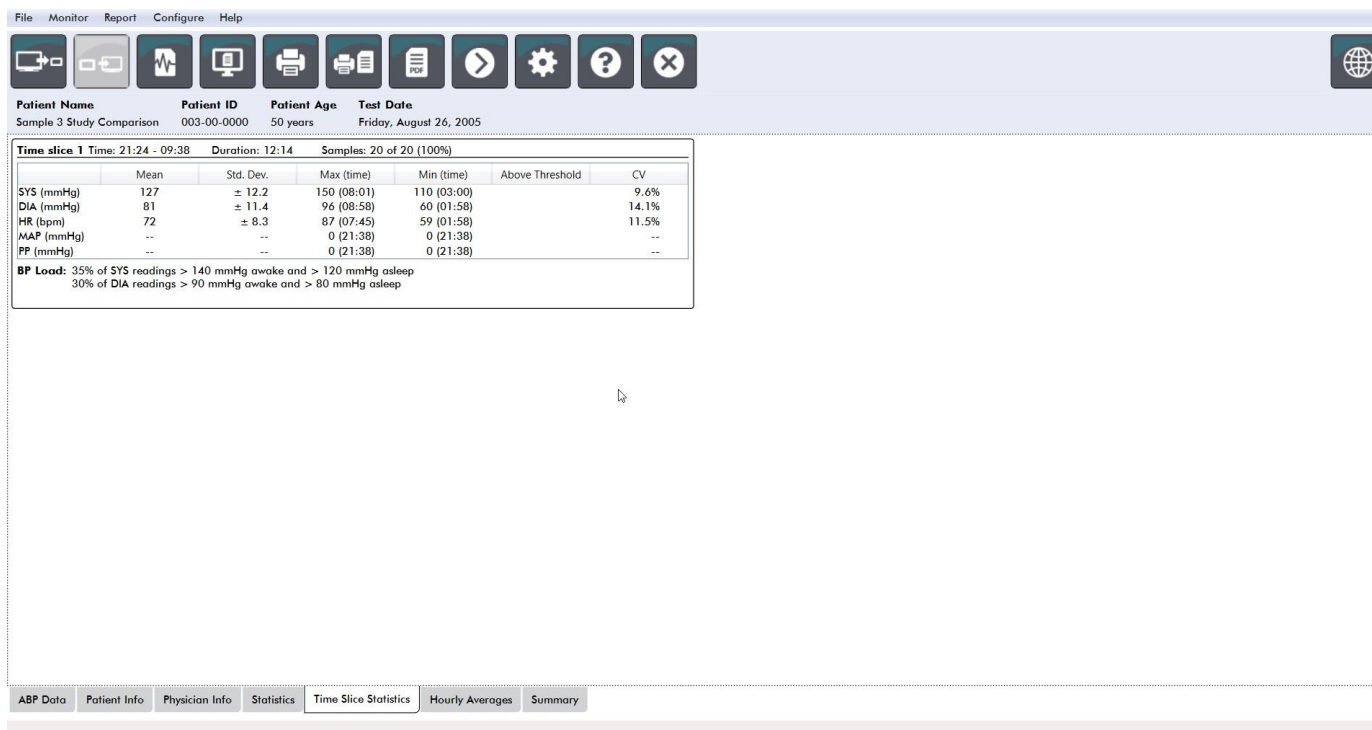 File Monitor Report Configure Help
PDF
Patient Name Patient ID Patient Age Test Date
Sample 3 Study Comparison 003-00-0000 50 years Friday, August 26, 2005
Time slice 1 Time: 21:24 - 09:38 Duration: 12:14 Samples: 20 of 20 (100%)
Mean Std. Dev. Max (time) Min (time) Above Threshold CV
SYS (mmHg) 127 ± 12.2 150 (08:01) 110 (03:00) 9.6%
DIA (mmHg) 81 ± 11.4 96 (08:58) 60 (01:58) 14.1%
HR (bpm) 72 ± 8.3 87 (07:45) 59 (01:58) 11.5%
MAP (mmHg) -- -- 0 (21:38) 0 (21:38) --
PP (mmHg) -- -- 0 (21:38) 0 (21:38) --
BP Load: 35% of SYS readings > 140 mmHg awake and > 120 mmHg asleep
30% of DIA readings > 90 mmHg awake and > 80 mmHg asleep
ABP Data Patient Info Physician Info Statistics Time Slice Statistics Hourly Averages Summary